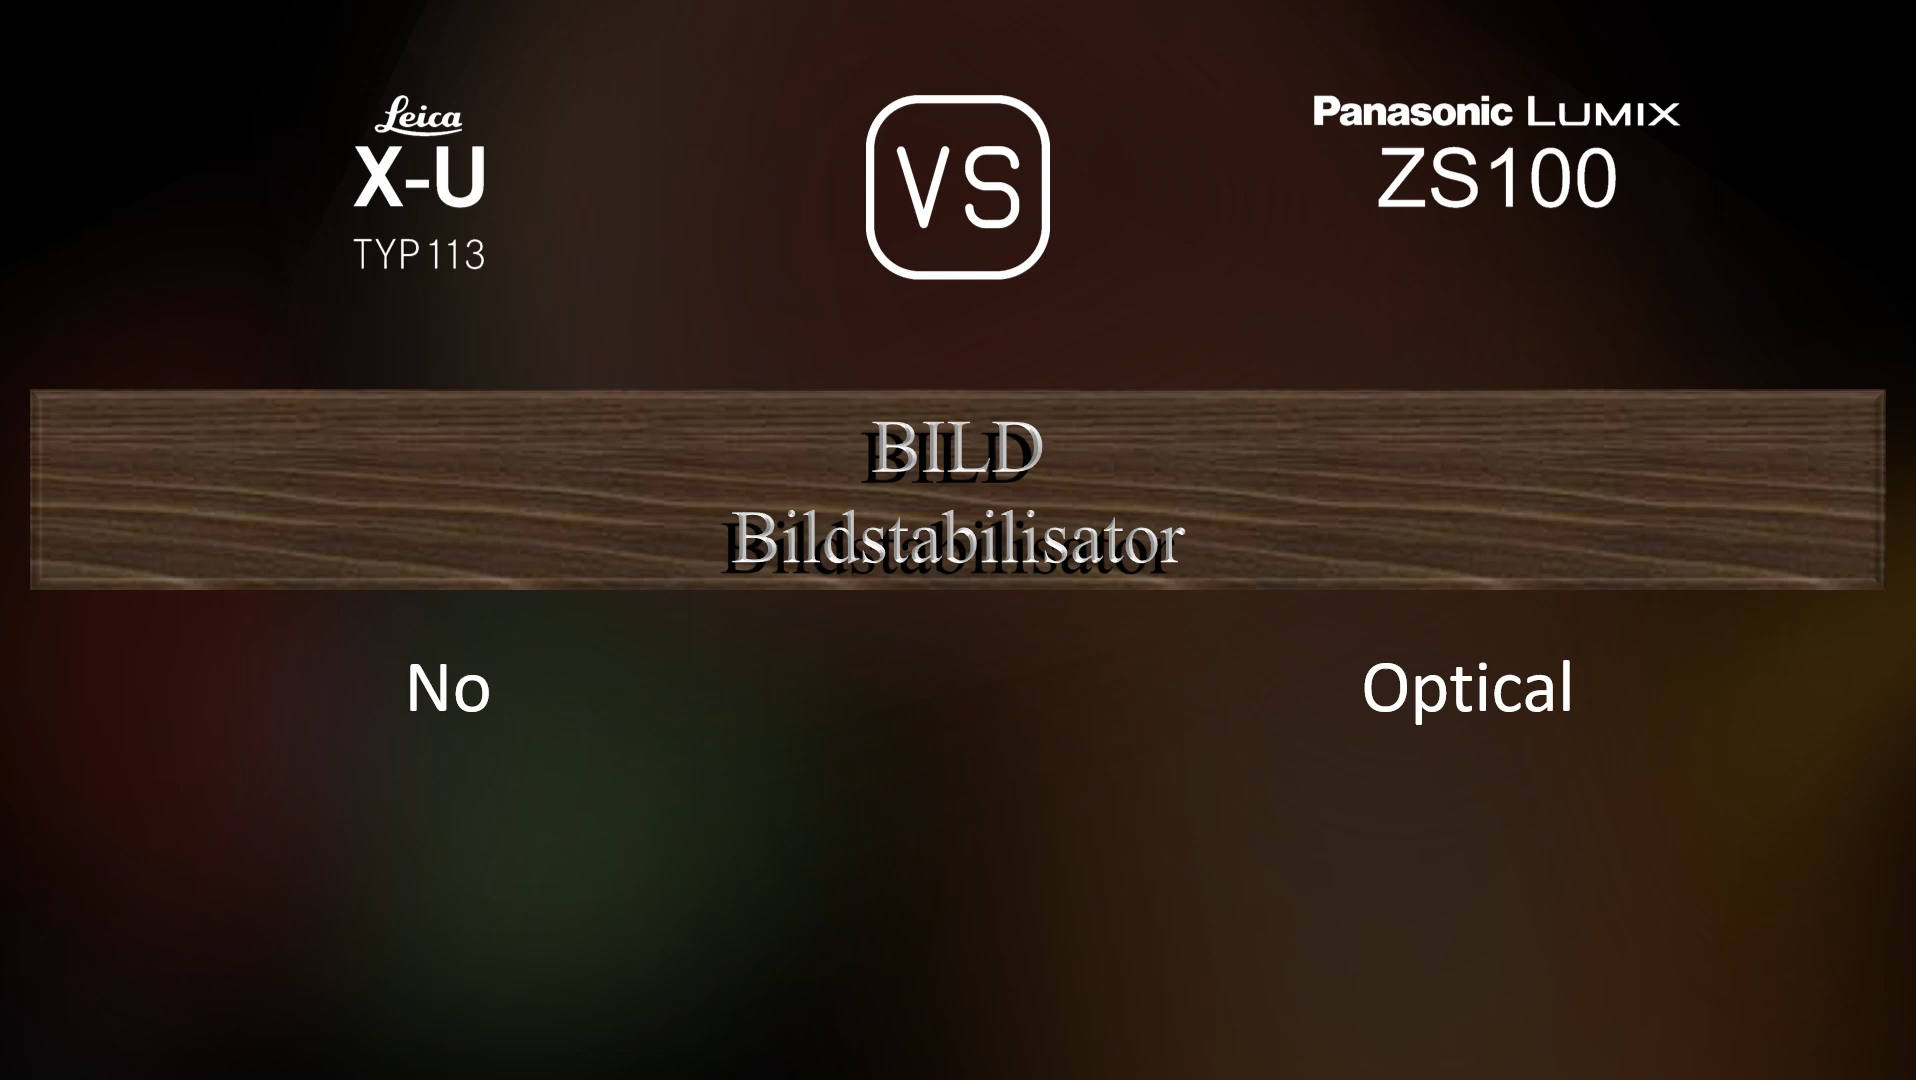 Leica
X-U
TYP 113
VS
Panasonic LUMIX
ZS100
BILD
Bildstabilisator
No
Optical